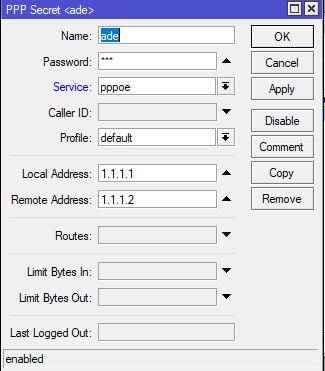 PPP Secret <ade>
Name: ade
OK
Password: ***
Cancel
Service: pppoe
Apply
Caller ID:
Disable
Profile: default
Comment
Local Address: 1.1.1.1
Copy
Remote Address: 1.1.1.2
Remove
Routes:
Limit Bytes In:
Limit Bytes Out:
Last Logged Out:
enabled